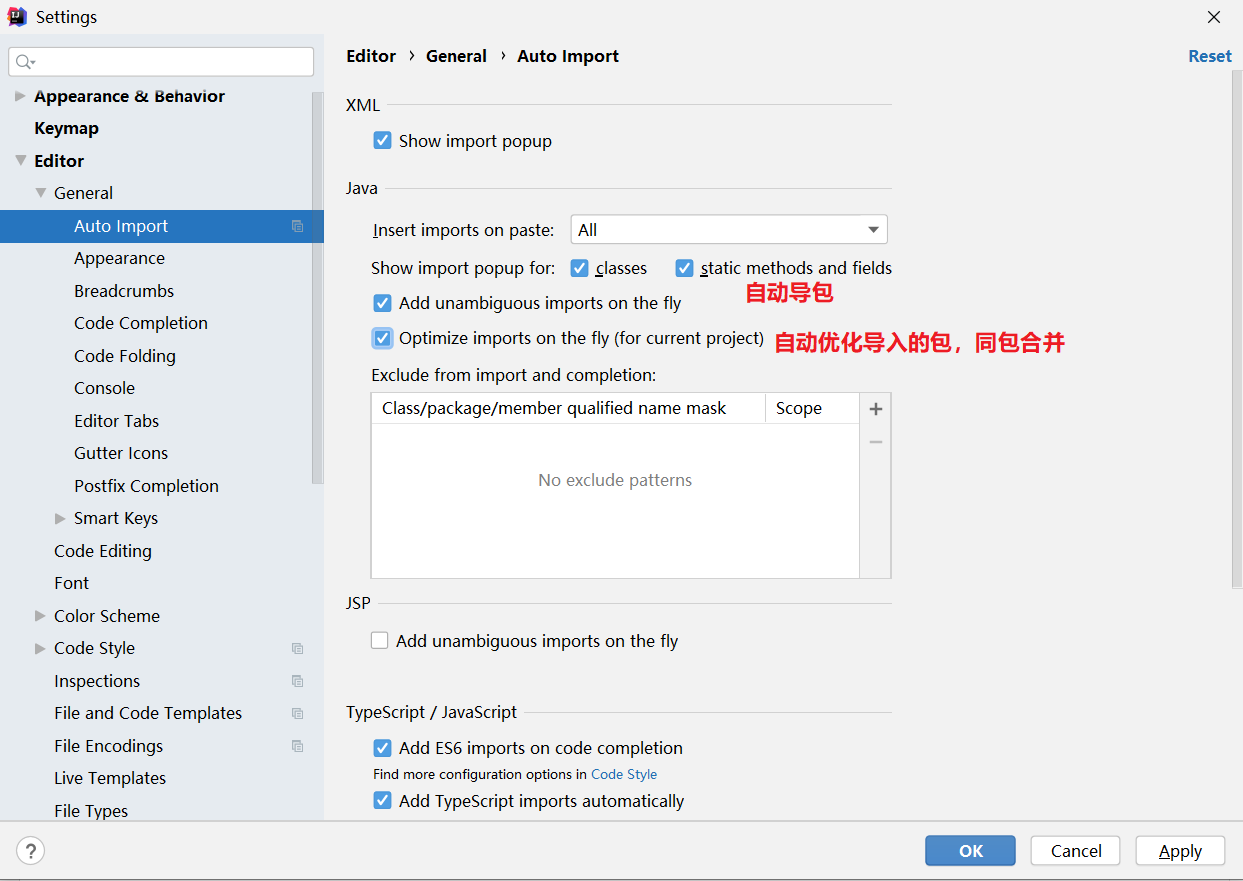 Settings
Editor › General › Auto Import
Reset
Appearance & Behavior
Keymap
Editor
General
Auto Import
Appearance
Breadcrumbs
Code Completion
Code Folding
Console
Editor Tabs
Gutter Icons
Postfix Completion
Smart Keys
Code Editing
Font
Color Scheme
Code Style
Inspections
File and Code Templates
File Encodings
Live Templates
File Types
XML
Show import popup
Java
Insert imports on paste: All
Show import popup for: classes static methods and fields
自动导包
Add unambiguous imports on the fly
Optimize imports on the fly (for current project) 自动优化导入的包，同包合并
Exclude from import and completion:
Class/package/member qualified name mask Scope
No exclude patterns
JSP
Add unambiguous imports on the fly
TypeScript / JavaScript
Add ES6 imports on code completion
Find more configuration options in Code Style
Add TypeScript imports automatically
? OK Cancel Apply